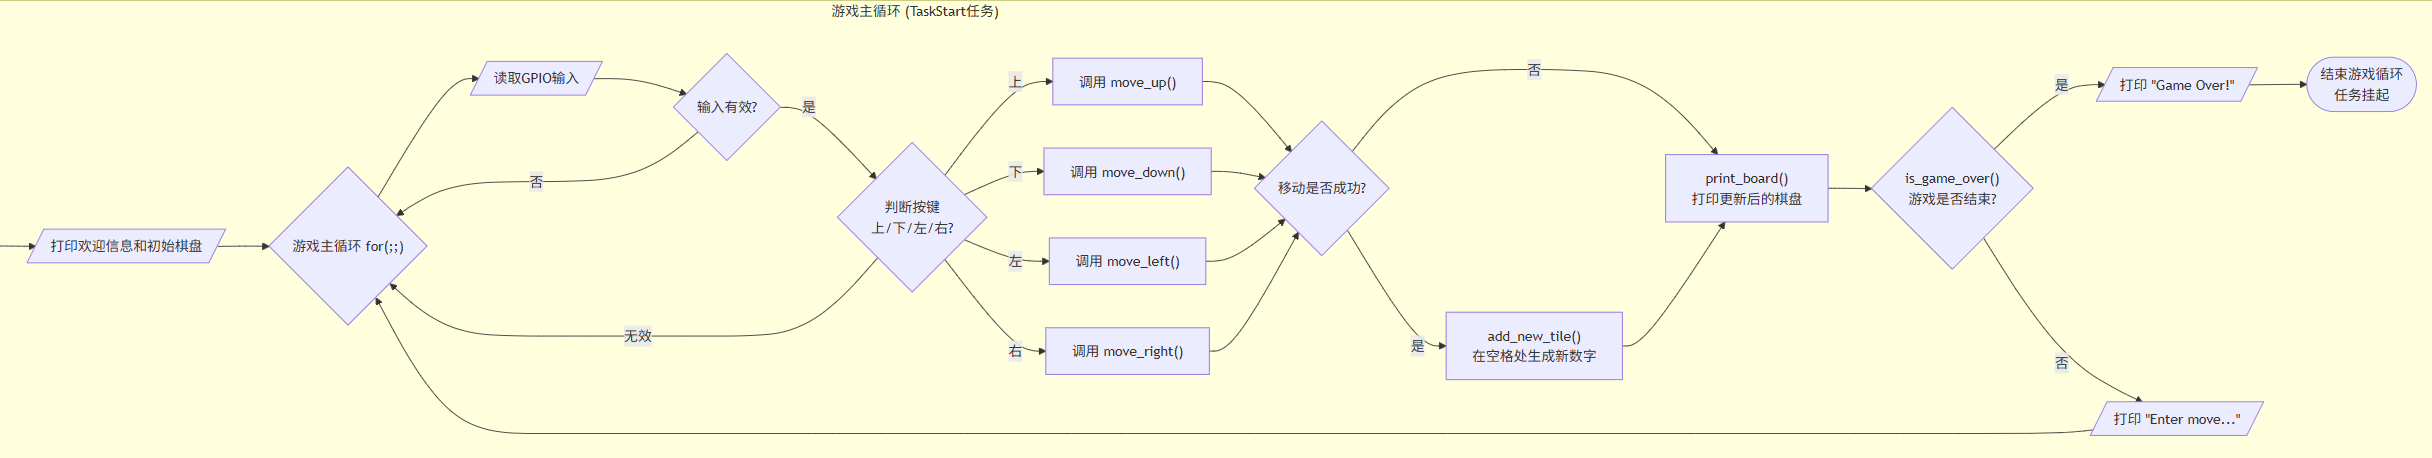 游戏主循环 (TaskStart任务)
打印欢迎信息和初始棋盘
游戏主循环 for(;;)
读取GPIO输入
输入有效?
是
否
判断按键
上/下/左/右?
无效
上
下
左
右
调用 move_up()
调用 move_down()
调用 move_left()
调用 move_right()
移动是否成功?
否
是
add_new_tile()
在空格处生成新数字
print_board()
打印更新后的棋盘
is_game_over()
游戏是否结束?
是
否
打印 "Game Over!"
结束游戏循环
任务挂起
打印 "Enter move..."